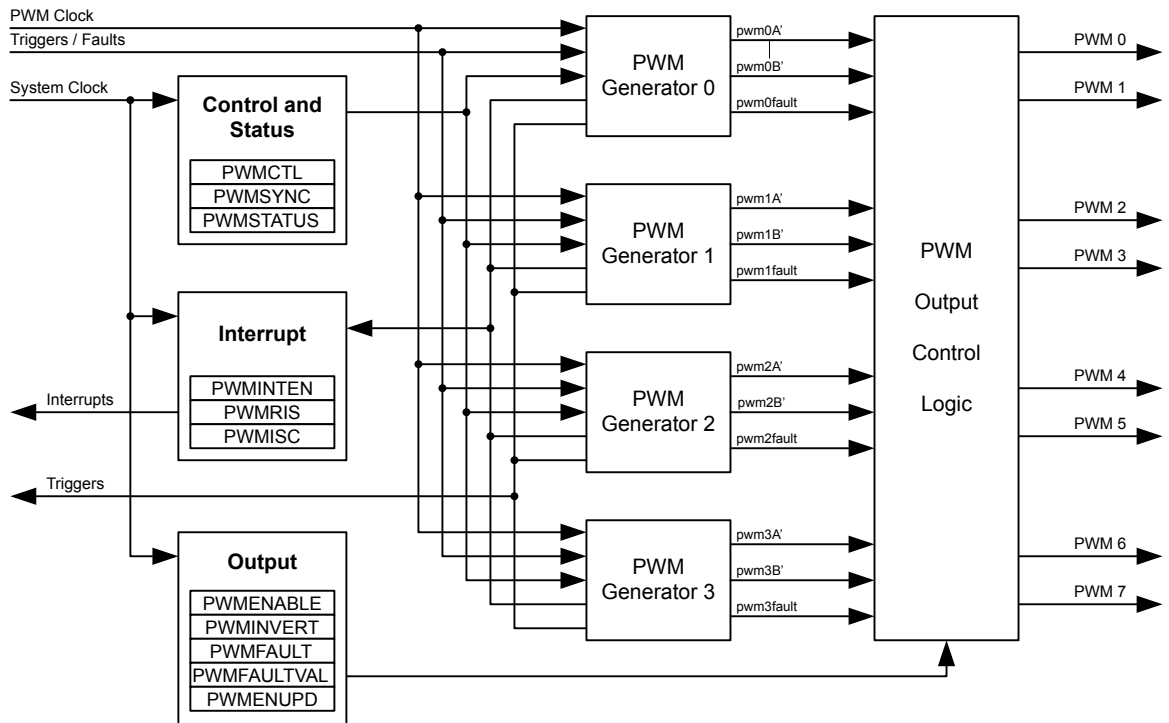 PWM Clock
Triggers / Faults
System Clock
Control and
Status
PWMCTL
PWMSYNC
PWMSTATUS
Interrupt
PWMINTEN
PWMRIS
PWMISC
Interrupts
Triggers
Output
PWMENABLE
PWMINVERT
PWMFAULT
PWMFAULTVAL
PWMENUPD
PWM
Generator 0
pwm0A'
pwm0B'
pwm0fault
PWM
Generator 1
pwm1A'
pwm1B'
pwm1fault
PWM
Generator 2
pwm2A'
pwm2B'
pwm2fault
PWM
Generator 3
pwm3A'
pwm3B'
pwm3fault
PWM
Output
Control
Logic
PWM 0
PWM 1
PWM 2
PWM 3
PWM 4
PWM 5
PWM 6
PWM 7